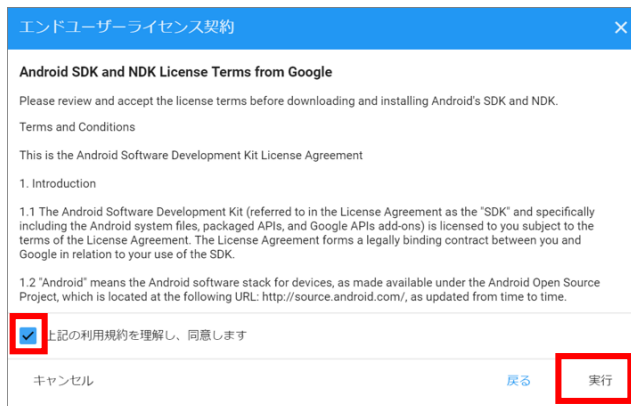 エンドユーザーライセンス契約
Android SDK and NDK License Terms from Google
Please review and accept the license terms before downloading and installing Android's SDK and NDK.
Terms and Conditions
This is the Android Software Development Kit License Agreement
1. Introduction
1.1 The Android Software Development Kit (referred to in the License Agreement as the "SDK" and specifically
including the Android system files, packaged APIs, and Google APIs add-ons) is licensed to you subject to the
terms of the License Agreement. The License Agreement forms a legally binding contract between you and
Google in relation to your use of the SDK.
1.2 "Android" means the Android software stack for devices, as made available under the Android Open Source
Project, which is located at the following URL: http://source.android.com/, as updated from time to time.
上記の利用規約を理解し、同意します
キャンセル 戻る 実行